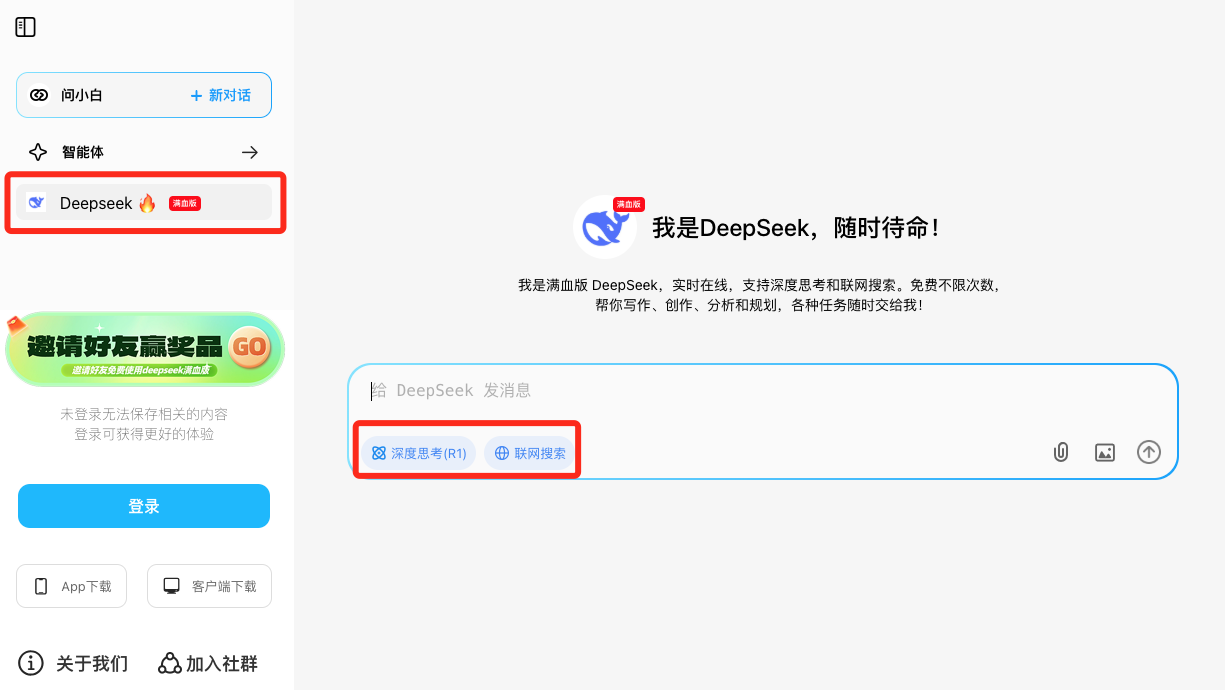 问小白
+ 新对话
智能体
Deepseek 🔥 满血版
邀请好友赢奖品 GO
邀请好友免费使用deepseek满血版
未登录无法保存相关的内容
登录可获得更好的体验
登录
App下载
客户端下载
关于我们
加入社群
满血版
我是DeepSeek，随时待命！
我是满血版 DeepSeek，实时在线，支持深度思考和联网搜索。免费不限次数，
帮你写作、创作、分析和规划，各种任务随时交给我！
给 DeepSeek 发消息
深度思考(R1)
联网搜索